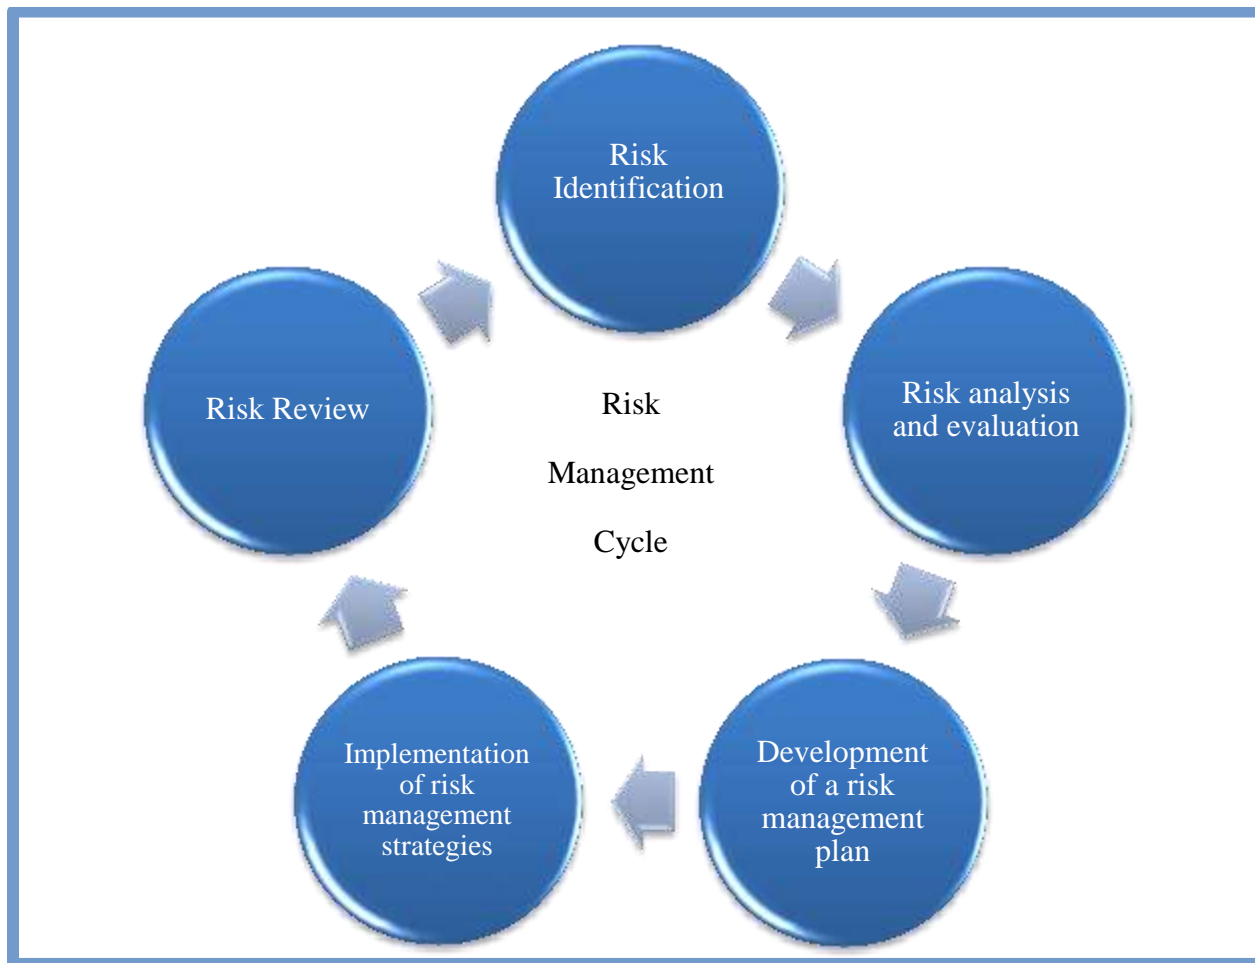 Risk
Identification
Risk analysis
and evaluation
Development
of a risk
management
plan
Implementation
of risk
management
strategies
Risk Review
Risk
Management
Cycle